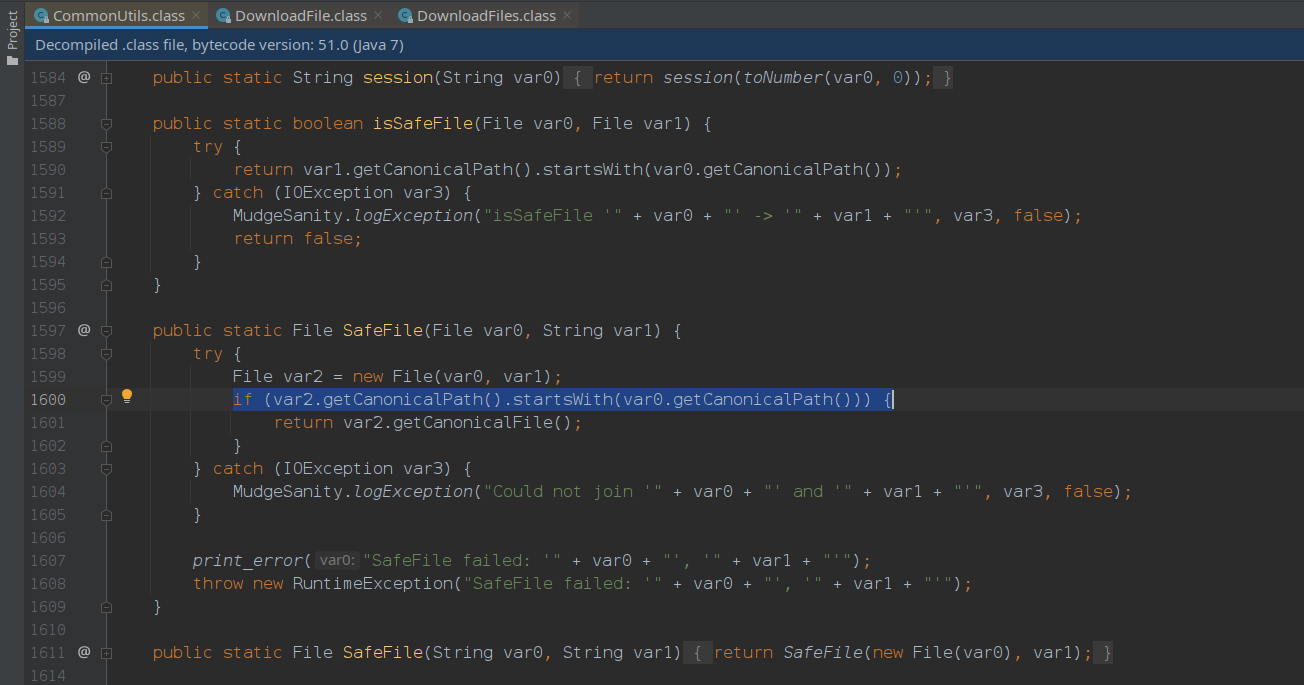 Project
CommonUtils.class × DownloadFile.class × DownloadFiles.class ×
Decompiled .class file, bytecode version: 51.0 (Java 7)
1584 @ public static String session(String var0) { return session(toNumber(var0, 0)); }
1587
1588 public static boolean isSafeFile(File var0, File var1) {
1589 try {
1590 return var1.getCanonicalPath().startsWith(var0.getCanonicalPath());
1591 } catch (IOException var3) {
1592 MudgeSanity.logException("isSafeFile '" + var0 + "' -> '" + var1 + "'", var3, false);
1593 return false;
1594 }
1595 }
1596
1597 @ public static File SafeFile(File var0, String var1) {
1598 try {
1599 File var2 = new File(var0, var1);
1600 if (var2.getCanonicalPath().startsWith(var0.getCanonicalPath())) {
1601 return var2.getCanonicalFile();
1602 }
1603 } catch (IOException var3) {
1604 MudgeSanity.logException("Could not join '" + var0 + "' and '" + var1 + "'", var3, false);
1605 }
1606
1607 print_error( var0: "SafeFile failed: '" + var0 + "', '" + var1 + "'");
1608 throw new RuntimeException("SafeFile failed: '" + var0 + "', '" + var1 + "'");
1609 }
1610
1611 @ public static File SafeFile(String var0, String var1) { return SafeFile(new File(var0), var1); }
1614